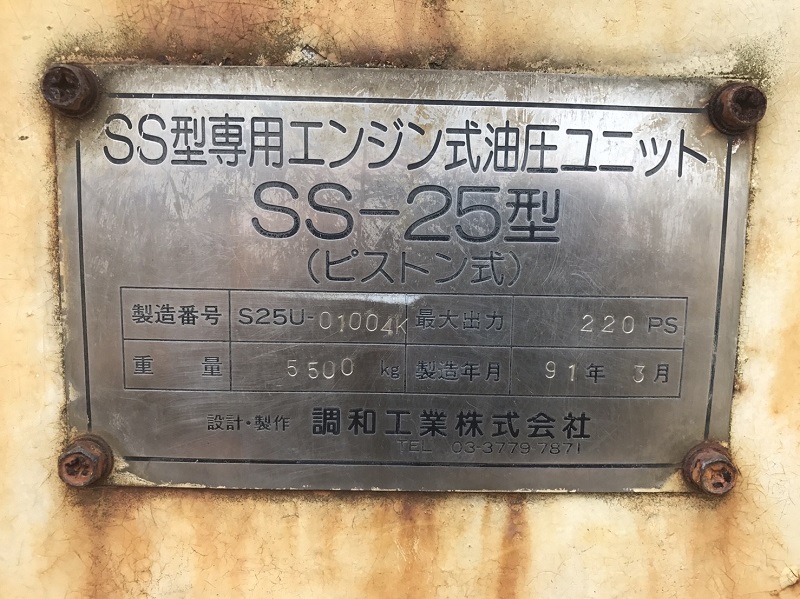 SS型専用エンジン式油圧ユニット
SS-25型
(ピストン式)
製造番号 S25U-01004K 最大出力 220 PS
重量 5500 kg 製造年月 91年 3月
設計・製作 調和工業株式会社
TEL 03-3779-7871